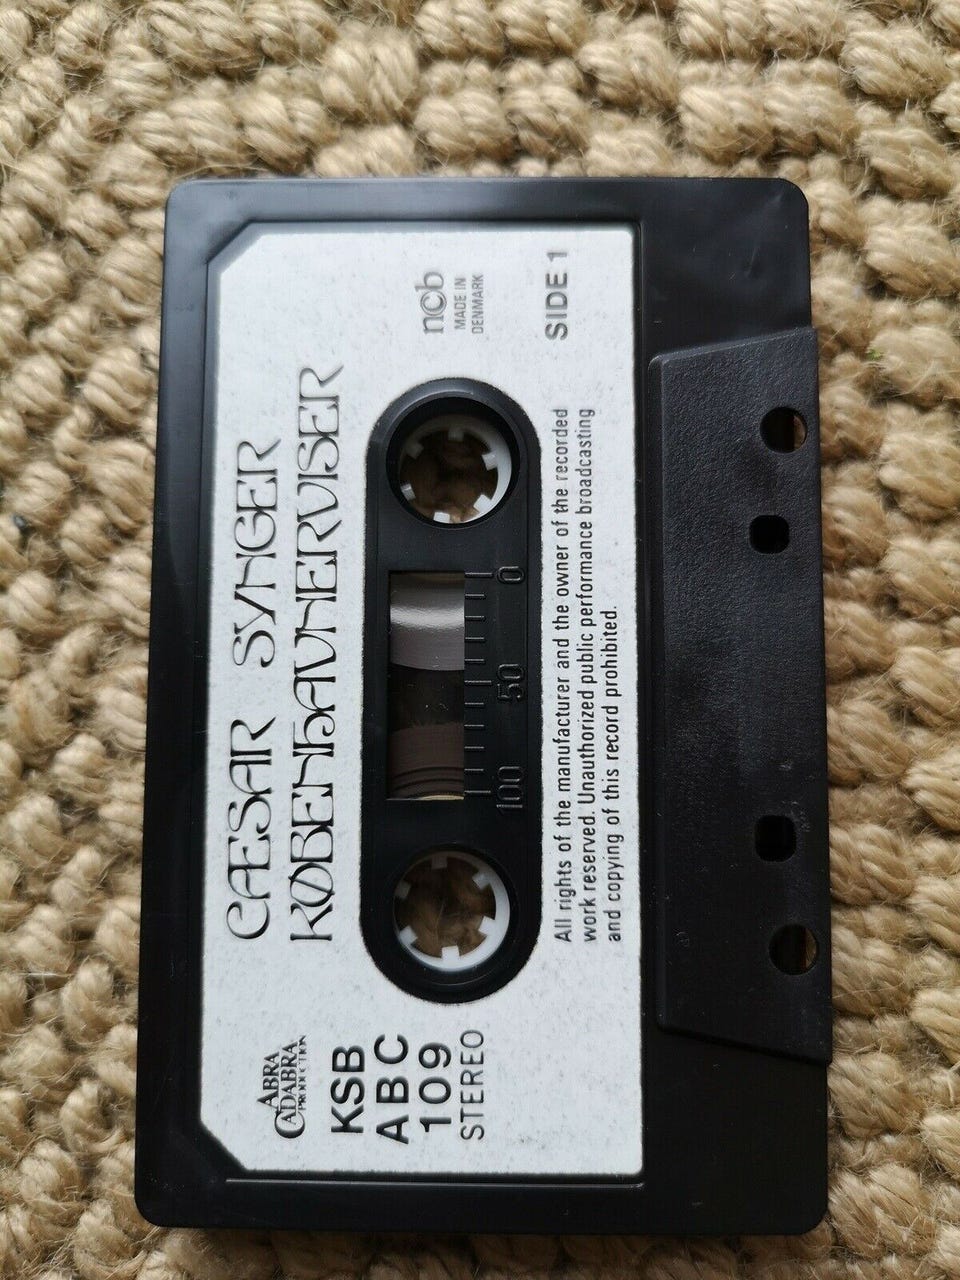 CÆSAR SYNGER
KØBENHAVNERVISER
ABRA
CADABRA
PRODUCTION
KSB
ABC
109
STEREO
ncb
MADE IN
DENMARK
SIDE 1
100 50 0
All rights of the manufacturer and the owner of the recorded
work reserved. Unauthorized public performance broadcasting
and copying of this record prohibited.